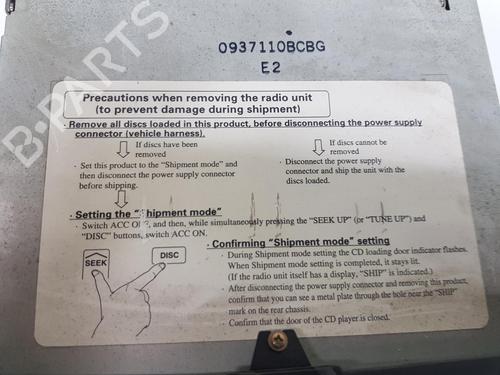 0937110BCBG
E2
B-PARTS
Precautions when removing the radio unit
(to prevent damage during shipment)
· Remove all discs loaded in this product, before disconnecting the power supply
connector (vehicle harness).
If discs have been
removed
If discs cannot be
removed
· Set this product to the "Shipment mode" and
then disconnect the power supply connector
before shipping.
· Disconnect the power supply
connector and ship the unit with the
discs loaded.
· Setting the "Shipment mode"
· Switch ACC OFF, and then, while simultaneously pressing the "SEEK UP" (or "TUNE UP") and
"DISC" buttons, switch ACC ON.
SEEK
DISC
· Confirming "Shipment mode" setting
· During Shipment mode setting the CD loading door indicator flashes.
When Shipment mode setting is completed, it stays lit.
(If the radio unit itself has a display, "SHIP" is indicated.)
· After disconnecting the power supply connector and removing this product,
confirm that you can see a metal plate through the hole near the "SHIP"
mark on the rear chassis.
· Confirm that the door of the CD player is closed.